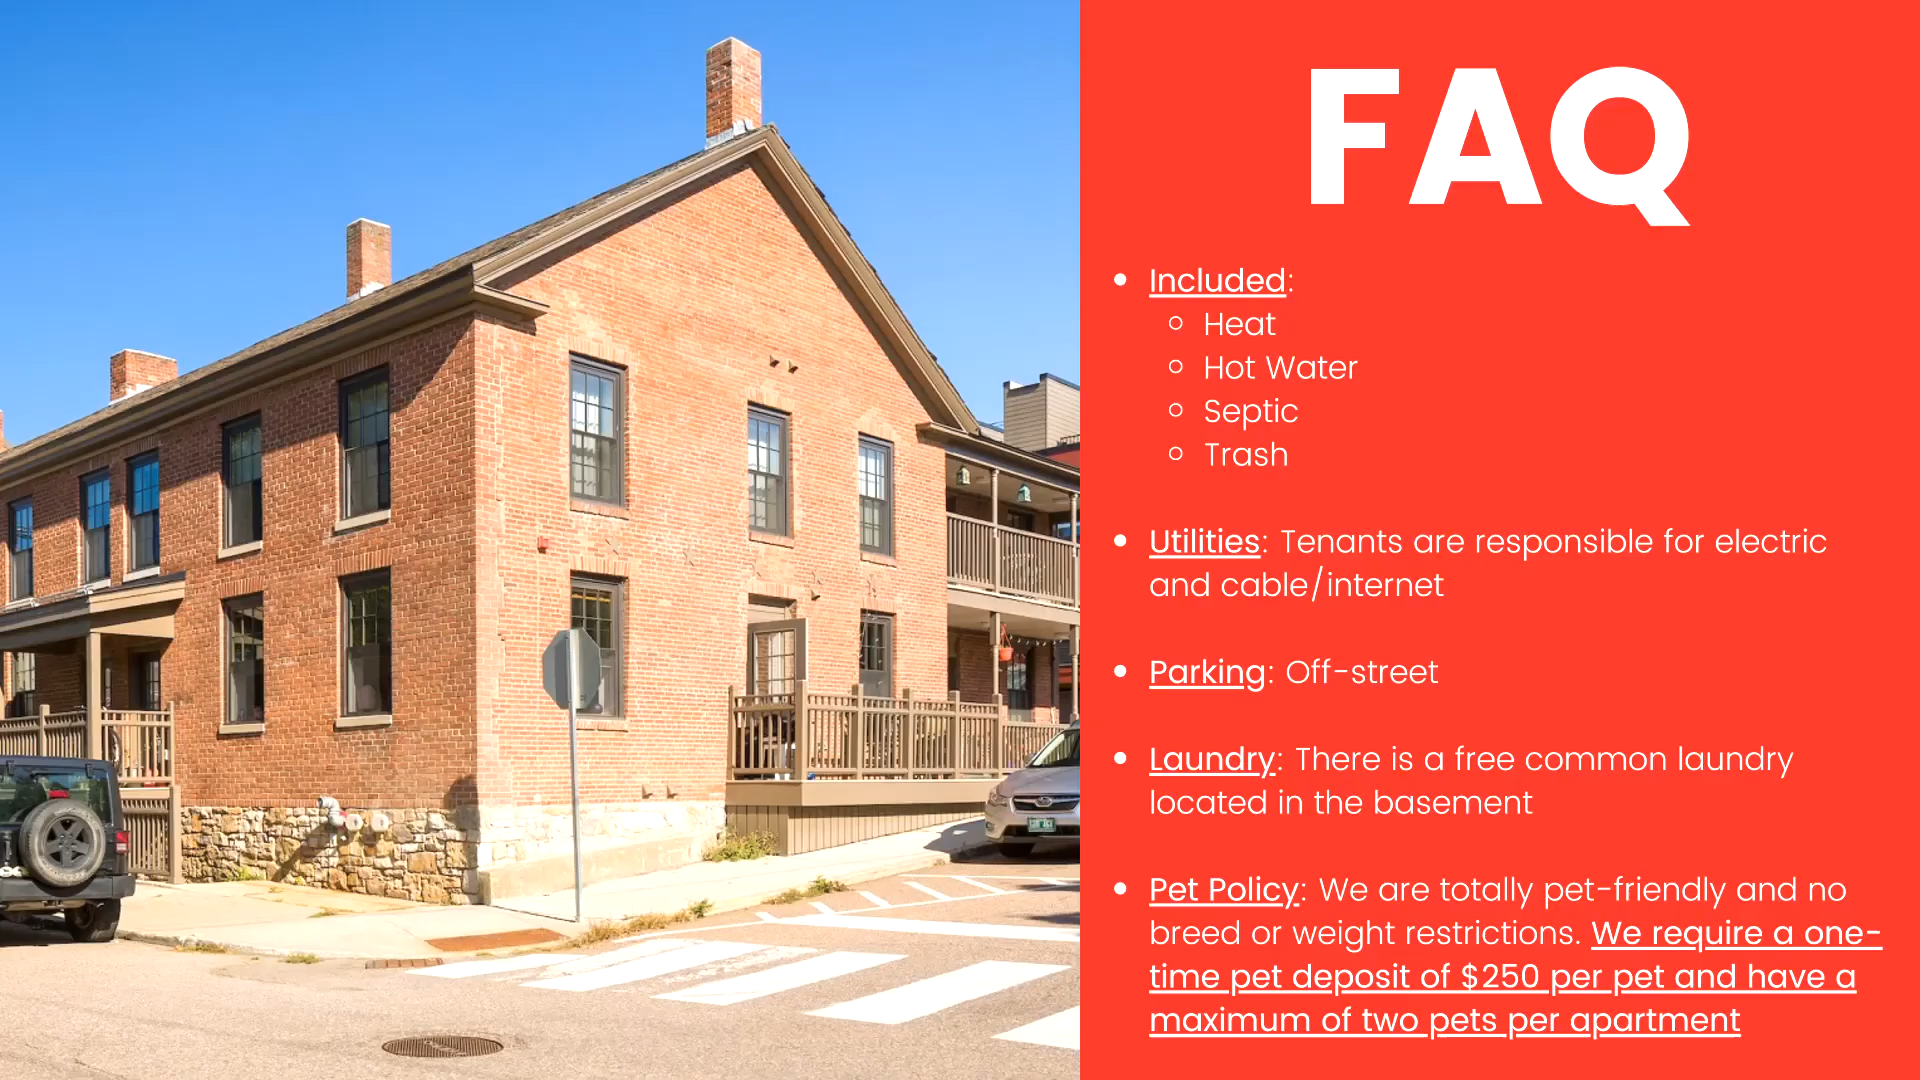 FAQ
Included:
Heat
Hot Water
Septic
Trash
Utilities: Tenants are responsible for electric
and cable/internet
Parking: Off-street
Laundry: There is a free common laundry
located in the basement
Pet Policy: We are totally pet-friendly and no
breed or weight restrictions. We require a one-
time pet deposit of $250 per pet and have a
maximum of two pets per apartment